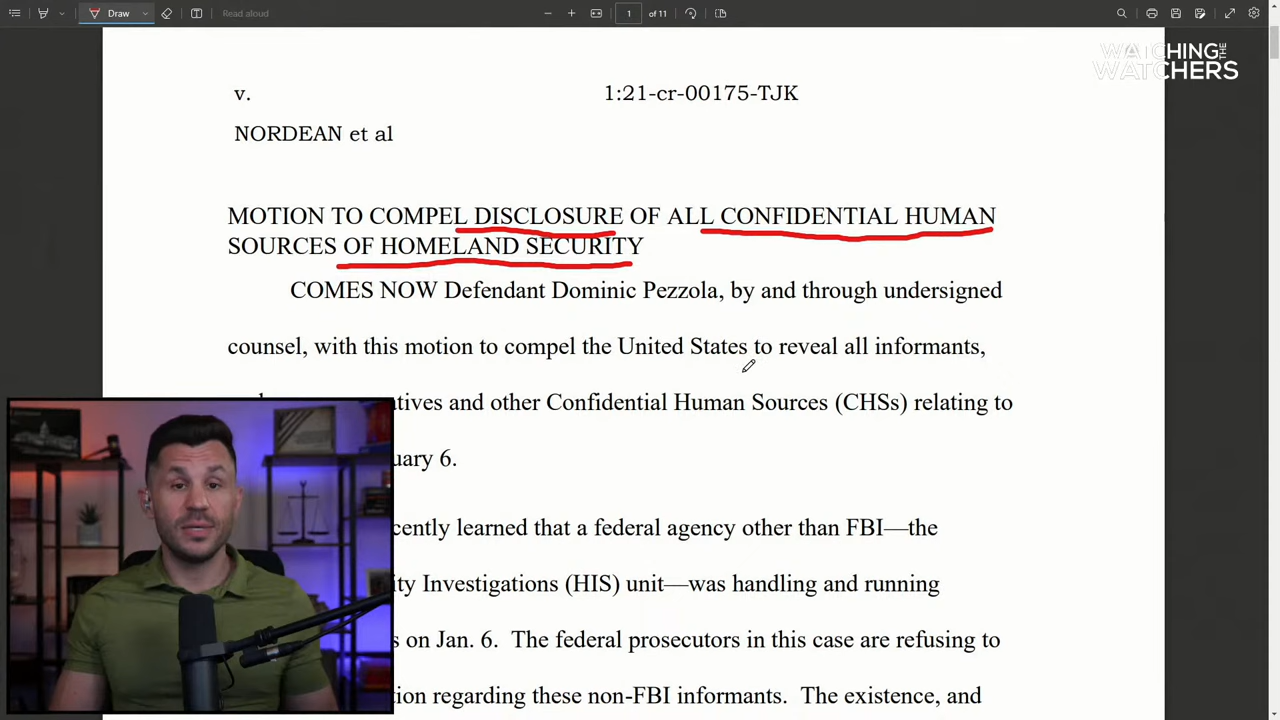 Draw
Read aloud
1
of 11
WATCHING THE
WATCHERS
v. 1:21-cr-00175-TJK
NORDEAN et al
MOTION TO COMPEL DISCLOSURE OF ALL CONFIDENTIAL HUMAN
SOURCES OF HOMELAND SECURITY
COMES NOW Defendant Dominic Pezzola, by and through undersigned
counsel, with this motion to compel the United States to reveal all informants,
and other Confidential Human Sources (CHSs) relating to
6.
learned that a federal agency other than FBI—the
Investigations (HIS) unit—was handling and running
on Jan. 6. The federal prosecutors in this case are refusing to
regarding these non-FBI informants. The existence, and